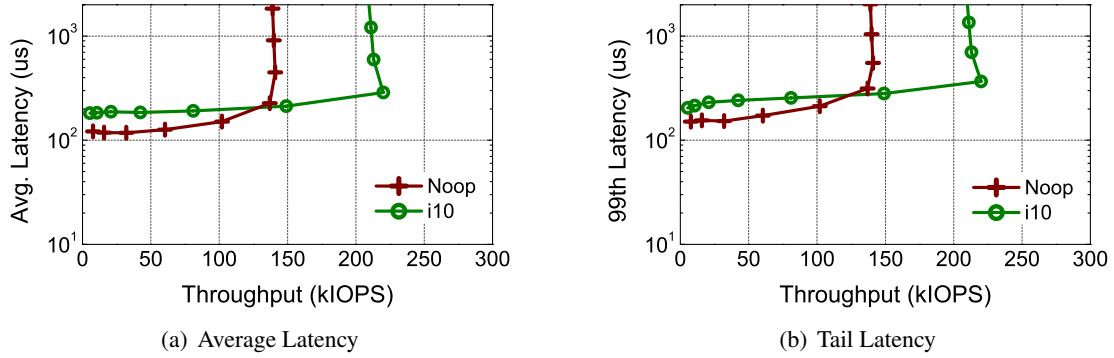 10³
10²
10¹
Avg. Latency (us)
Noop
i10
0 50 100 150 200 250 300
Throughput (kIOPS)
(a) Average Latency
10³
10²
10¹
99th Latency (us)
Noop
i10
0 50 100 150 200 250 300
Throughput (kIOPS)
(b) Tail Latency